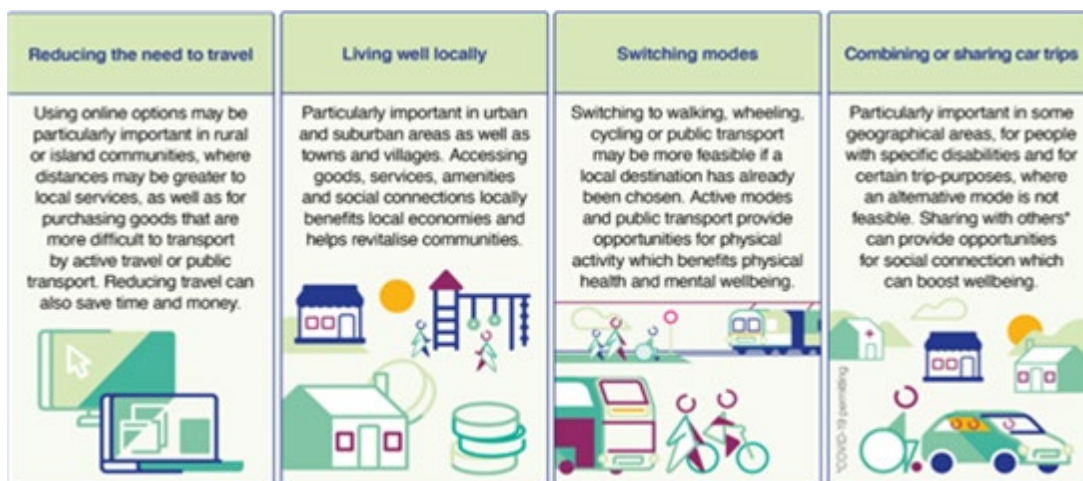 Reducing the need to travel
Using online options may be
particularly important in rural
or island communities, where
distances may be greater to
local services, as well as for
purchasing goods that are
more difficult to transport
by active travel or public
transport. Reducing travel can
also save time and money.
Living well locally
Particularly important in urban
and suburban areas as well as
towns and villages. Accessing
goods, services, amenities
and social connections locally
benefits local economies and
helps revitalise communities.
Switching modes
Switching to walking, wheeling,
cycling or public transport
may be more feasible if a
local destination has already
been chosen. Active modes
and public transport provide
opportunities for physical
activity which benefits physical
health and mental wellbeing.
Combining or sharing car trips
Particularly important in some
geographical areas, for people
with specific disabilities and for
certain trip-purposes, where
an alternative mode is not
feasible. Sharing with others*
can provide opportunities
for social connection which
can boost wellbeing.
*COVID-19 permitting